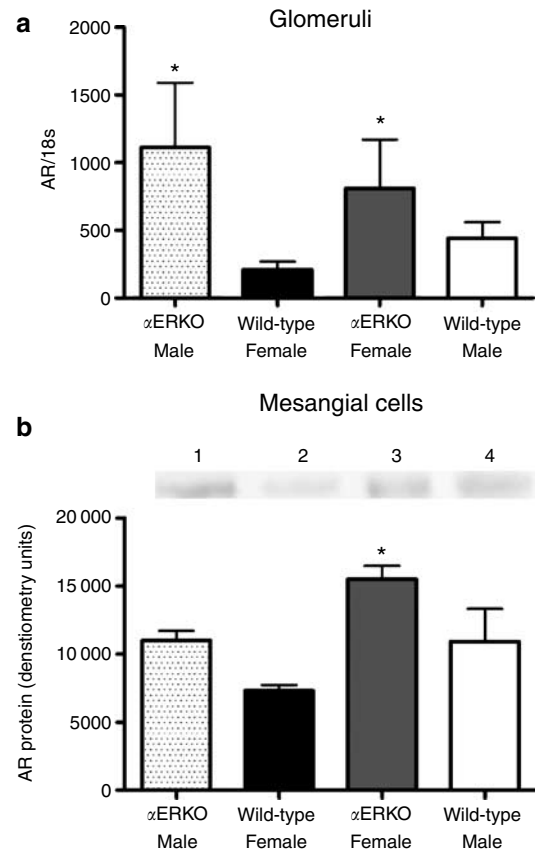 a
Glomeruli
2000
1500
1000
500
0
AR/18s
*
*
αERKO Wild-type αERKO Wild-type
Male Female Female Male
b
Mesangial cells
1 2 3 4
20 000
15 000
10 000
5000
0
AR protein (denstiometry units)
*
αERKO Wild-type αERKO Wild-type
Male Female Female Male